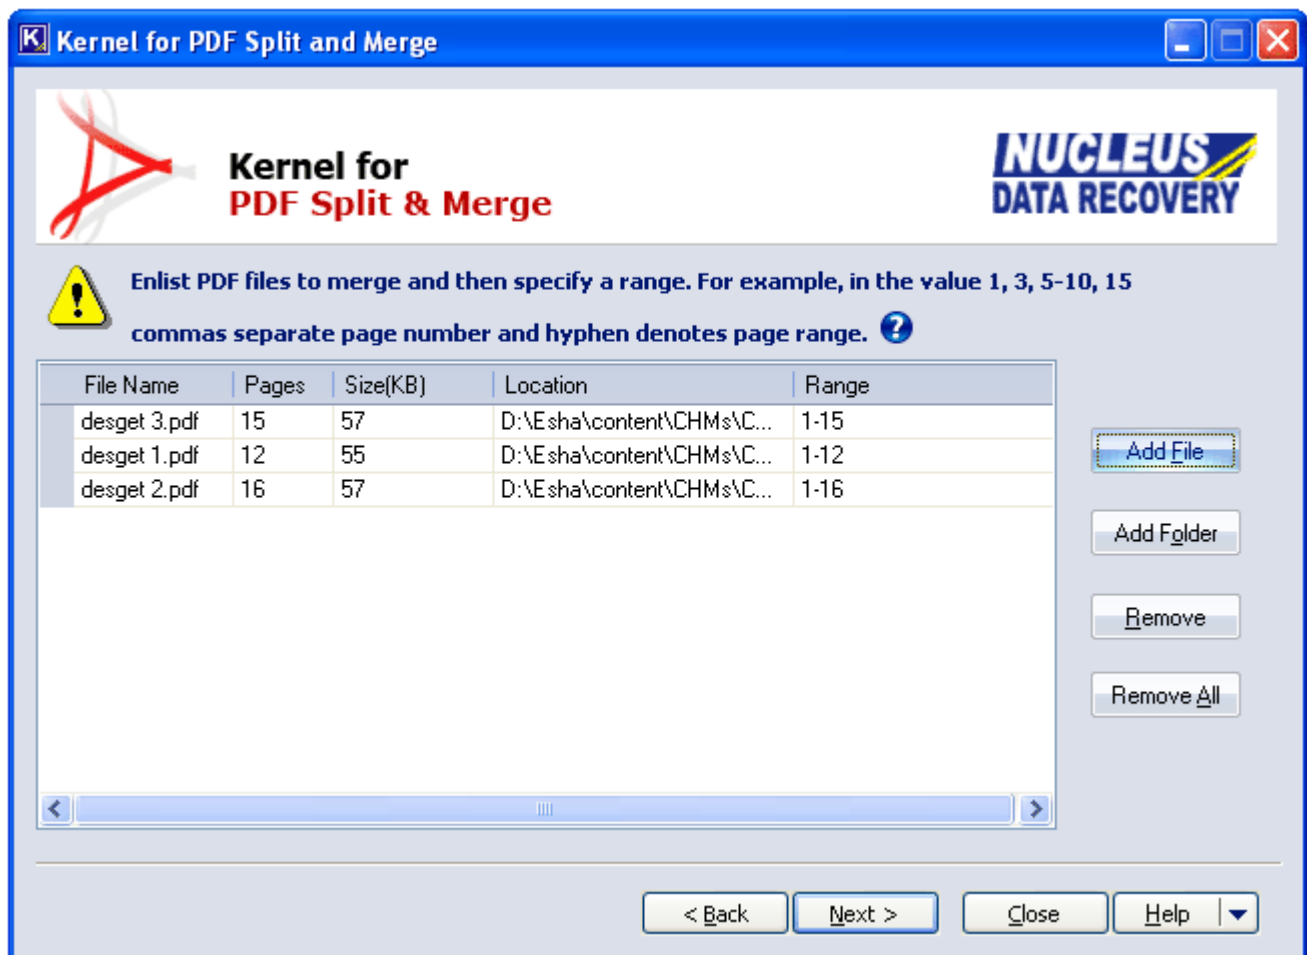 Kernel for PDF Split and Merge
Kernel for
PDF Split & Merge
NUCLEUS
DATA RECOVERY
Enlist PDF files to merge and then specify a range. For example, in the value 1, 3, 5-10, 15
commas separate page number and hyphen denotes page range.
File Name Pages Size(KB) Location Range
desget 3.pdf 15 57 D:\Esha\content\CHMs\C... 1-15
desget 1.pdf 12 55 D:\Esha\content\CHMs\C... 1-12
desget 2.pdf 16 57 D:\Esha\content\CHMs\C... 1-16
Add File
Add Folder
Remove
Remove All
< Back Next > Close Help